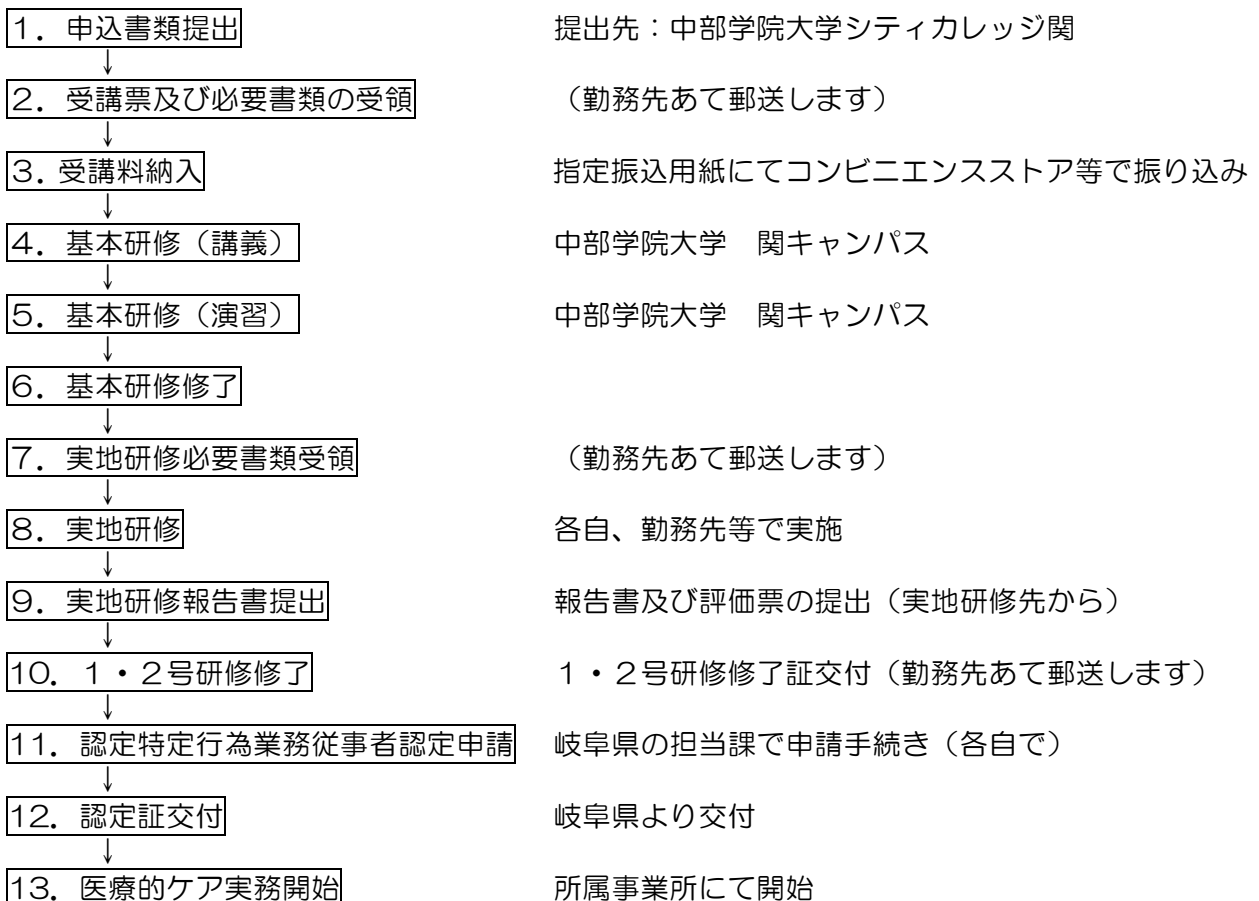 １．申込書類提出　提出先：中部学院大学シティカレッジ関
↓
２．受講票及び必要書類の受領　（勤務先あて郵送します）
↓
３．受講料納入　指定振込用紙にてコンビニエンスストア等で振り込み
↓
４．基本研修（講義）　中部学院大学　関キャンパス
↓
５．基本研修（演習）　中部学院大学　関キャンパス
↓
６．基本研修修了
↓
７．実地研修必要書類受領　（勤務先あて郵送します）
↓
８．実地研修　各自、勤務先等で実施
↓
９．実地研修報告書提出　報告書及び評価票の提出（実地研修先から）
↓
10．１・２号研修修了　１・２号研修修了証交付（勤務先あて郵送します）
↓
11．認定特定行為業務従事者認定申請　岐阜県の担当課で申請手続き（各自で）
↓
12．認定証交付　岐阜県より交付
↓
13．医療的ケア実務開始　所属事業所にて開始